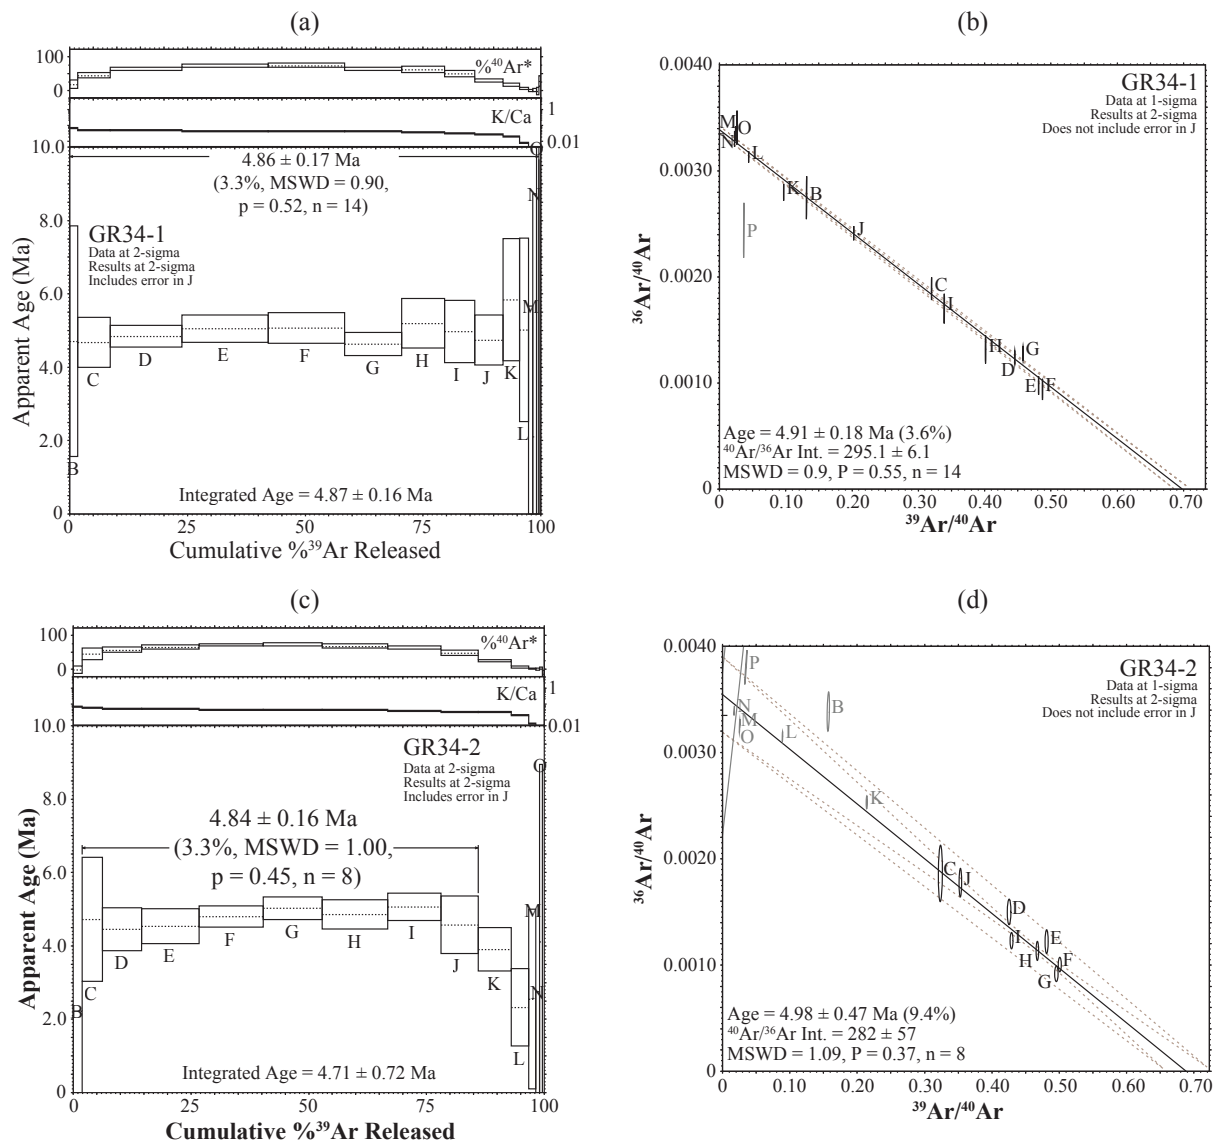 (a)
100
0
%⁴⁰Ar*
K/Ca
1
0.01
10.0
8.0
6.0
4.0
2.0
0
Apparent Age (Ma)
4.86 ± 0.17 Ma
(3.3%, MSWD = 0.90,
p = 0.52, n = 14)
GR34-1
Data at 2-sigma
Results at 2-sigma
Includes error in J
B
C
D
E
F
G
H
I
J
K
L
M
N
O
Integrated Age = 4.87 ± 0.16 Ma
0 25 50 75 100
Cumulative %³⁹Ar Released
(b)
0.0040
0.0030
0.0020
0.0010
0
³⁶Ar/⁴⁰Ar
GR34-1
Data at 1-sigma
Results at 2-sigma
Does not include error in J
M
O
N
L
K
B
P
J
C
I
H
G
D
E
F
Age = 4.91 ± 0.18 Ma (3.6%)
⁴⁰Ar/³⁶Ar Int. = 295.1 ± 6.1
MSWD = 0.9, P = 0.55, n = 14
0 0.10 0.20 0.30 0.40 0.50 0.60 0.70
³⁹Ar/⁴⁰Ar
(c)
100
0
%⁴⁰Ar*
K/Ca
1
0.01
10.0
8.0
6.0
4.0
2.0
0
Apparent Age (Ma)
GR34-2
Data at 2-sigma
Results at 2-sigma
Includes error in J
4.84 ± 0.16 Ma
(3.3%, MSWD = 1.00,
p = 0.45, n = 8)
B
C
D
E
F
G
H
I
J
K
L
M
N
O
Integrated Age = 4.71 ± 0.72 Ma
0 25 50 75 100
Cumulative %³⁹Ar Released
(d)
0.0040
0.0030
0.0020
0.0010
0
³⁶Ar/⁴⁰Ar
GR34-2
Data at 1-sigma
Results at 2-sigma
Does not include error in J
P
N
M
O
B
L
K
C
J
D
I
E
H
F
G
Age = 4.98 ± 0.47 Ma (9.4%)
⁴⁰Ar/³⁶Ar Int. = 282 ± 57
MSWD = 1.09, P = 0.37, n = 8
0 0.10 0.20 0.30 0.40 0.50 0.60 0.70
³⁹Ar/⁴⁰Ar